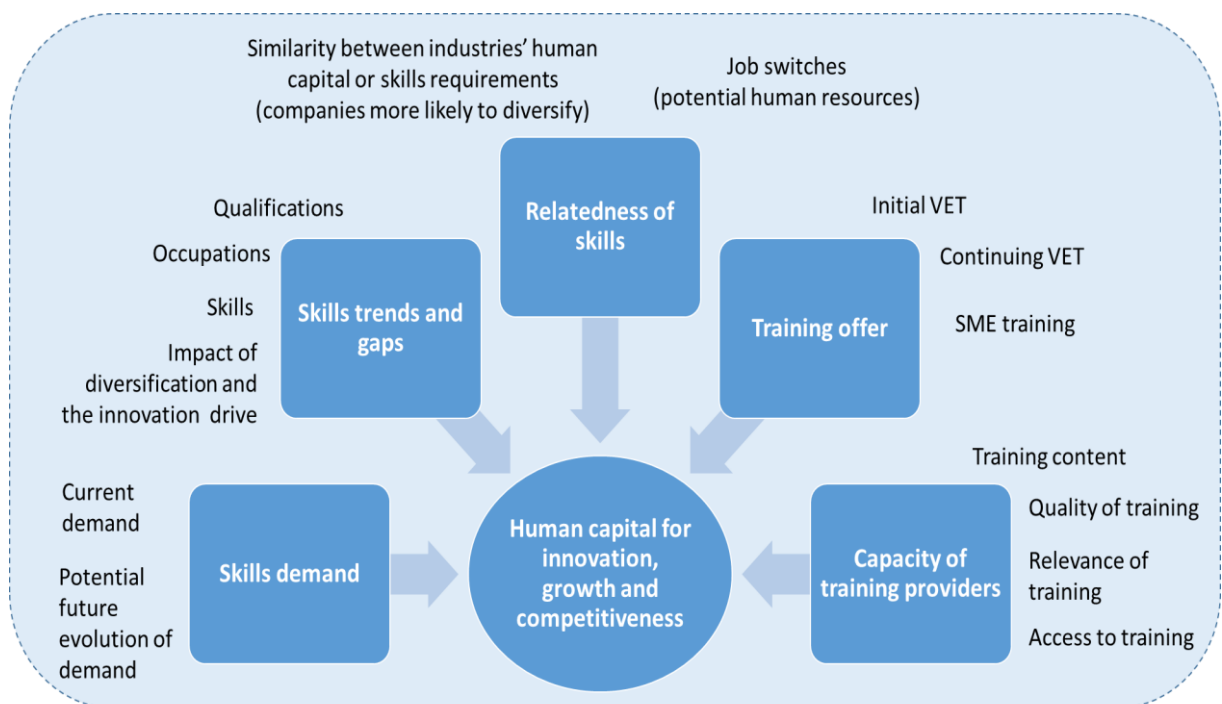 Similarity between industries’ human
capital or skills requirements
(companies more likely to diversify)
Job switches
(potential human resources)
Relatedness of
skills
Qualifications
Occupations
Skills
Impact of
diversification and
the innovation drive
Skills trends and
gaps
Initial VET
Continuing VET
SME training
Training offer
Current
demand
Potential
future
evolution of
demand
Skills demand
Human capital for
innovation,
growth and
competitiveness
Training content
Quality of training
Relevance of
training
Access to training
Capacity of
training providers